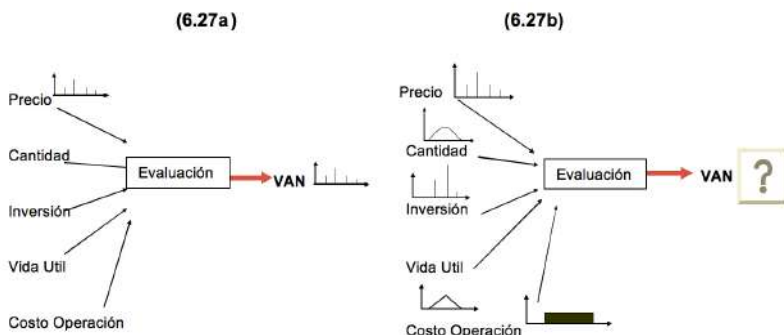 (6.27a)
(6.27b)
Precio
Cantidad
Inversión
Vida Util
Costo Operación
Evaluación
VAN
Precio
Cantidad
Inversión
Vida Util
Costo Operación
Evaluación
VAN
?